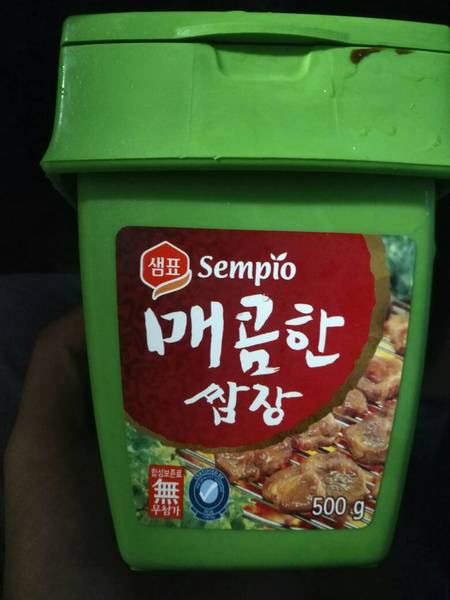 샘표 Sempio
매콤한
쌈장
합성보존료
無
무첨가
500 g